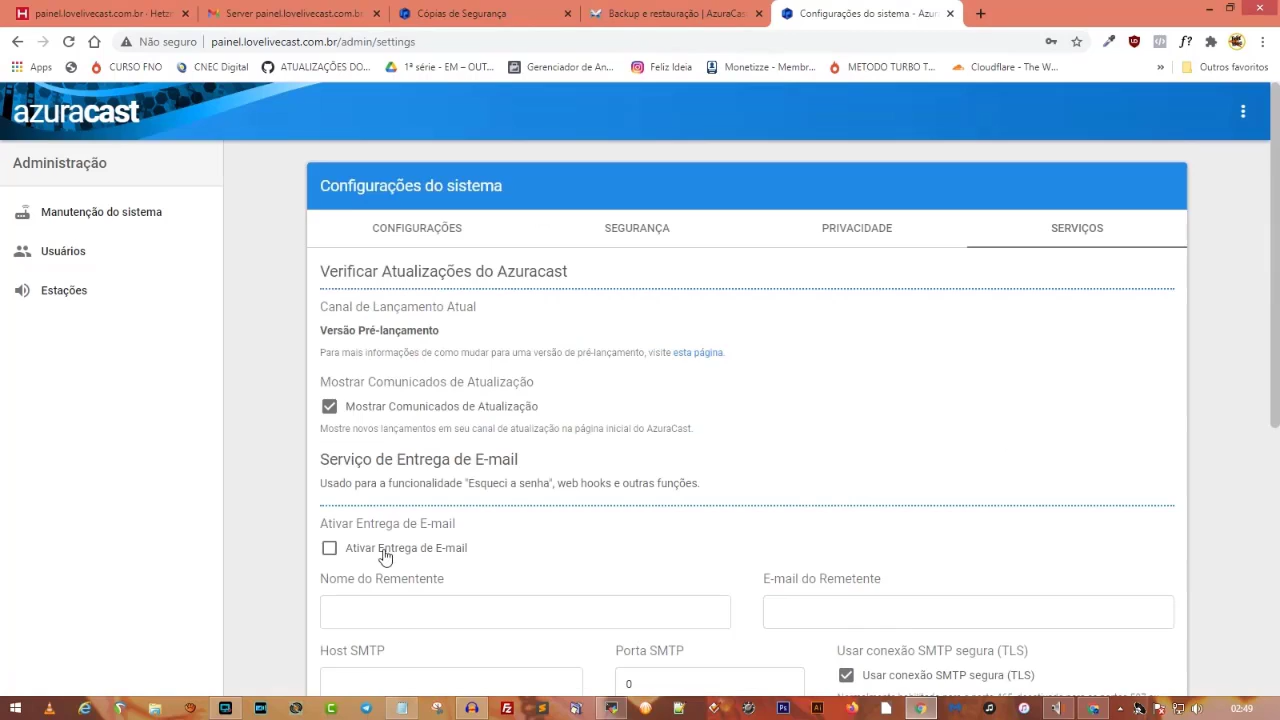 painel.lovelivecast.com.br - Hetz
Server painel.lovelivecast.com.br
Cópias de Segurança
Backup e restauração | AzuraCas
Configurações do sistema - Azur
Não seguro
painel.lovelivecast.com.br/admin/settings
Apps
CURSO FNO
CNEC Digital
ATUALIZAÇÕES DO...
1ª série - EM – OUT...
Gerenciador de An...
Feliz Ideia
Monetizze - Membr...
METODO TURBO T...
Cloudflare - The W...
»
Outros favoritos
azuracast
Administração
Manutenção do sistema
Usuários
Estações
Configurações do sistema
CONFIGURAÇÕES
SEGURANÇA
PRIVACIDADE
SERVIÇOS
Verificar Atualizações do Azuracast
Canal de Lançamento Atual
Versão Pré-lançamento
Para mais informações de como mudar para uma versão de pré-lançamento, visite esta página.
Mostrar Comunicados de Atualização
Mostrar Comunicados de Atualização
Mostre novos lançamentos em seu canal de atualização na página inicial do AzuraCast.
Serviço de Entrega de E-mail
Usado para a funcionalidade "Esqueci a senha", web hooks e outras funções.
Ativar Entrega de E-mail
Ativar Entrega de E-mail
Nome do Rementente
E-mail do Remetente
Host SMTP
Porta SMTP
Usar conexão SMTP segura (TLS)
0
Usar conexão SMTP segura (TLS)
02:49